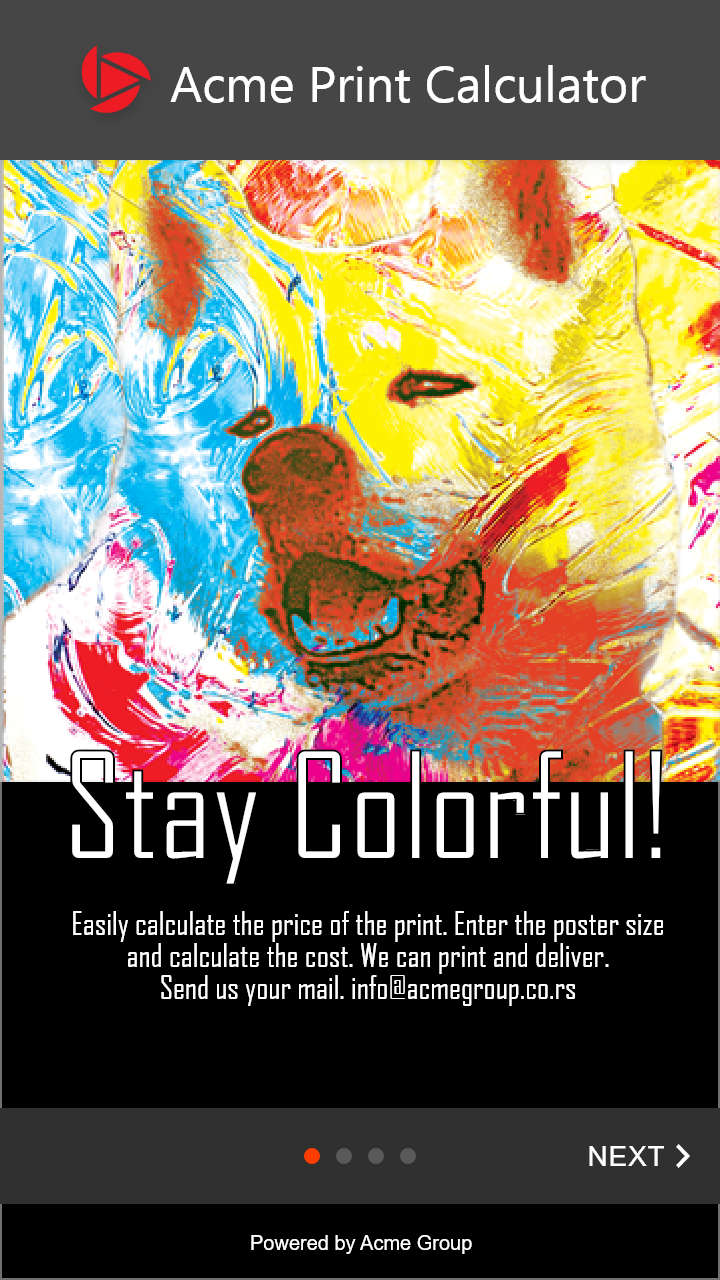 Acme Print Calculator
Stay Colorful!
Easily calculate the price of the print. Enter the poster size
and calculate the cost. We can print and deliver.
Send us your mail. info@acmegroup.co.rs
NEXT
Powered by Acme Group